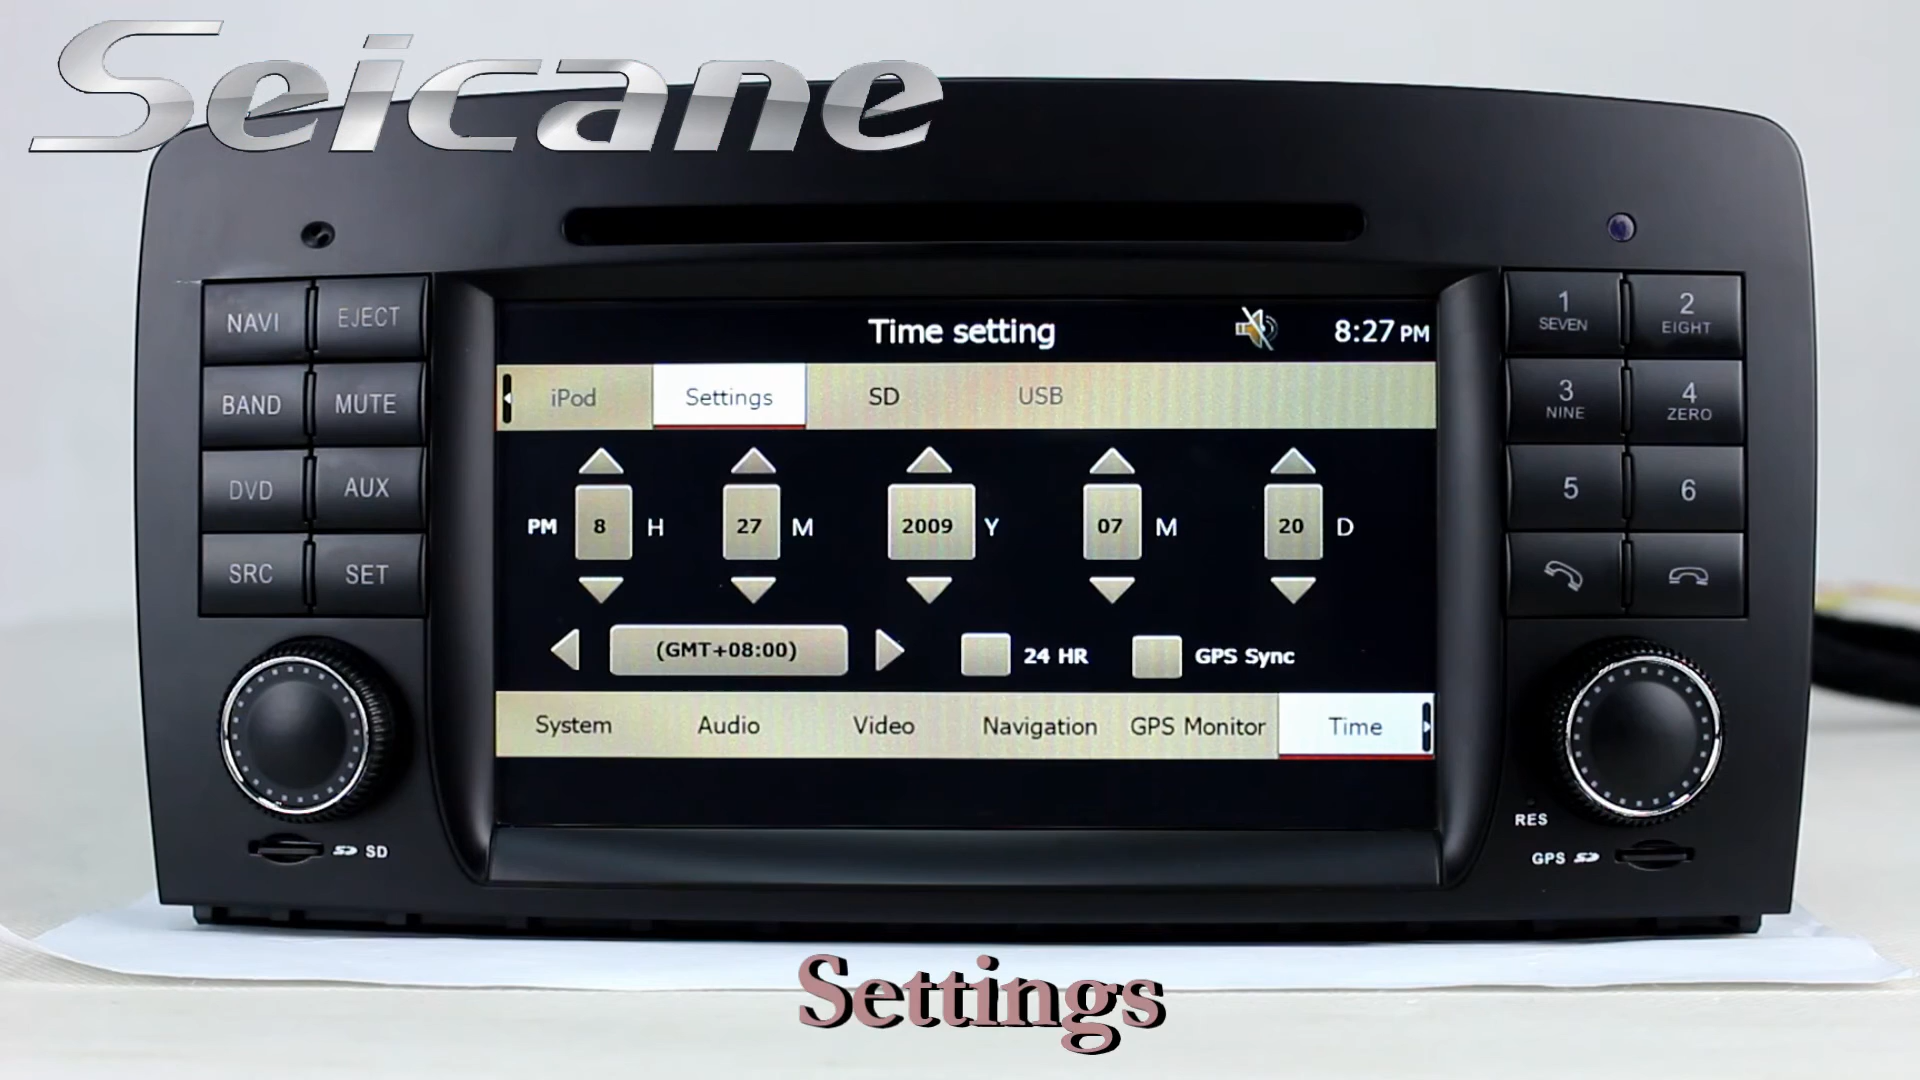 Seicane
NAVI
EJECT
BAND
MUTE
DVD
AUX
SRC
SET
SD
Time setting
8:27 PM
iPod
Settings
SD
USB
PM 8 H 27 M 2009 Y 07 M 20 D
(GMT+08:00)
24 HR
GPS Sync
System
Audio
Video
Navigation
GPS Monitor
Time
1
SEVEN
2
EIGHT
3
NINE
4
ZERO
5
6
RES
GPS
Settings